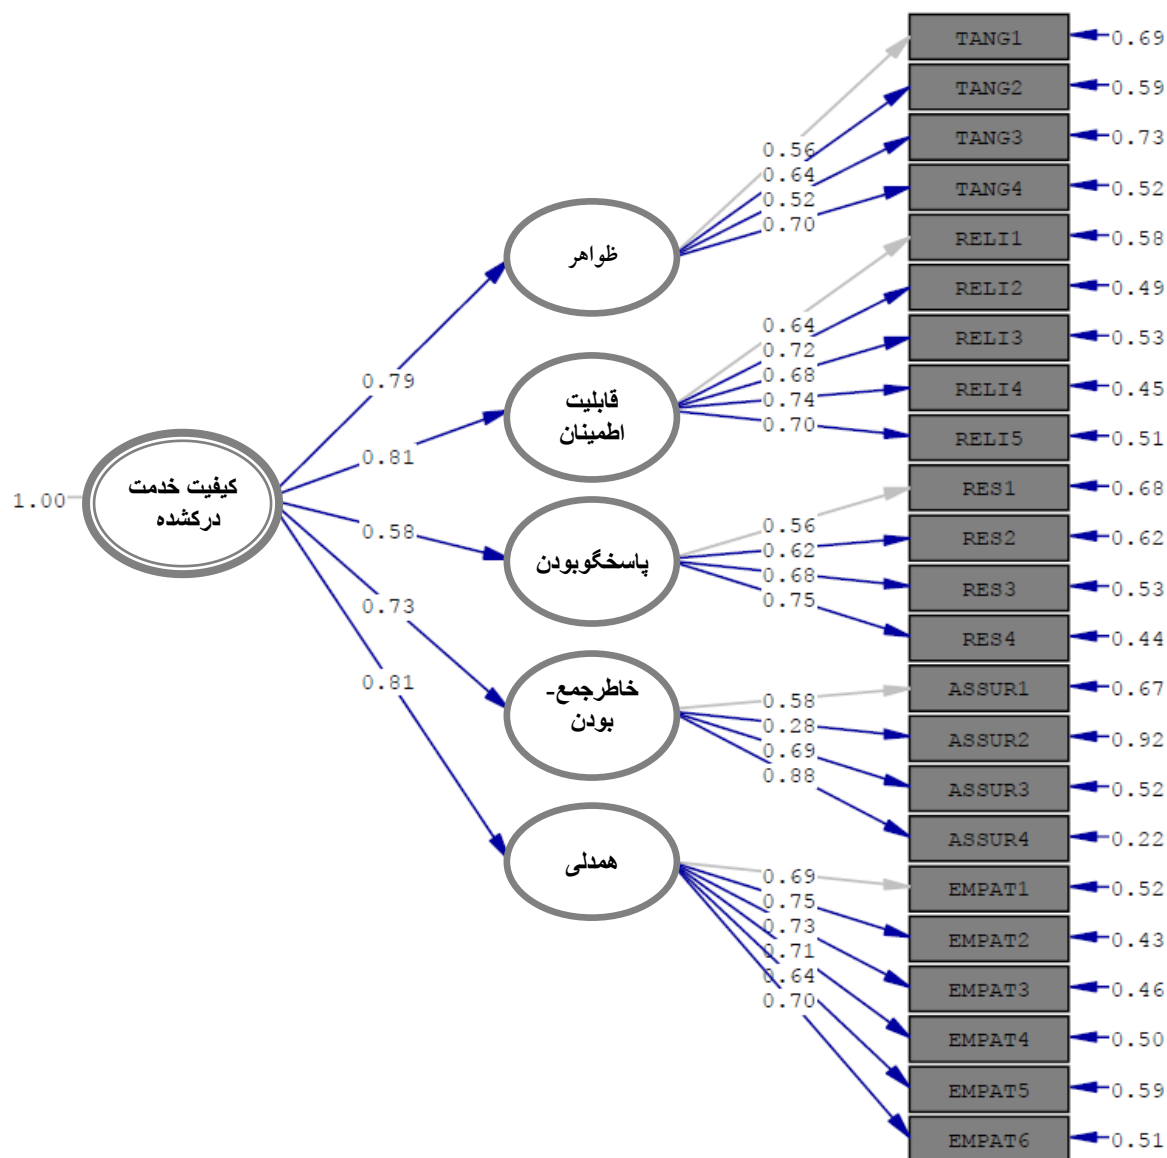 1.00
کیفیت خدمت
درکشده
0.79
0.81
0.58
0.73
0.81
ظواهر
قابلیت
اطمینان
پاسخگوبودن
خاطرجمع-
بودن
همدلی
0.56
0.64
0.52
0.70
0.64
0.72
0.68
0.74
0.70
0.56
0.62
0.68
0.75
0.58
0.28
0.69
0.88
0.69
0.75
0.73
0.71
0.64
0.70
TANG1 0.69
TANG2 0.59
TANG3 0.73
TANG4 0.52
RELI1 0.58
RELI2 0.49
RELI3 0.53
RELI4 0.45
RELI5 0.51
RES1 0.68
RES2 0.62
RES3 0.53
RES4 0.44
ASSUR1 0.67
ASSUR2 0.92
ASSUR3 0.52
ASSUR4 0.22
EMPAT1 0.52
EMPAT2 0.43
EMPAT3 0.46
EMPAT4 0.50
EMPAT5 0.59
EMPAT6 0.51